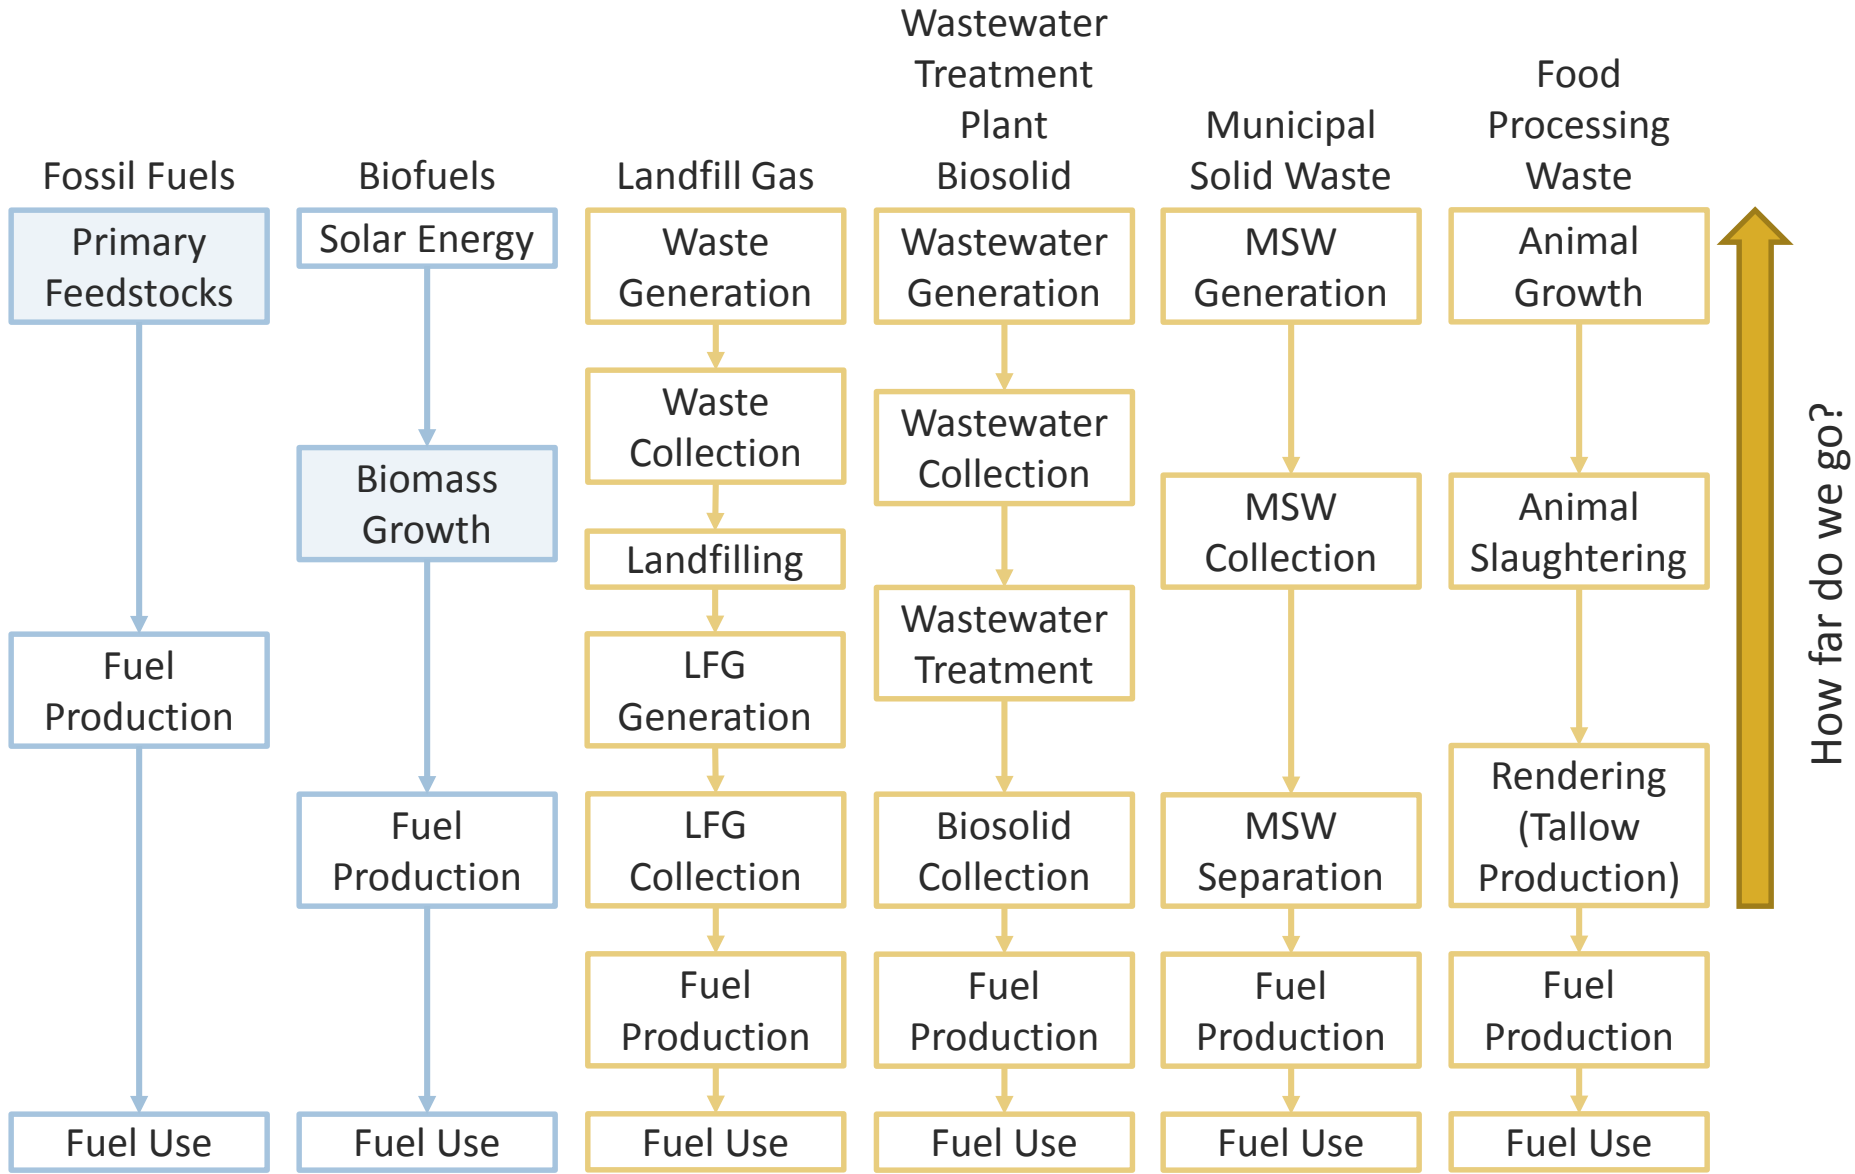 Fossil Fuels
Primary
Feedstocks
Fuel
Production
Fuel Use
Biofuels
Solar Energy
Biomass
Growth
Fuel
Production
Fuel Use
Landfill Gas
Waste
Generation
Waste
Collection
Landfilling
LFG
Generation
LFG
Collection
Fuel
Production
Fuel Use
Wastewater
Treatment
Plant
Biosolid
Wastewater
Generation
Wastewater
Collection
Wastewater
Treatment
Biosolid
Collection
Fuel
Production
Fuel Use
Municipal
Solid Waste
MSW
Generation
MSW
Collection
MSW
Separation
Fuel
Production
Fuel Use
Food
Processing
Waste
Animal
Growth
Animal
Slaughtering
Rendering
(Tallow
Production)
Fuel
Production
Fuel Use
How far do we go?